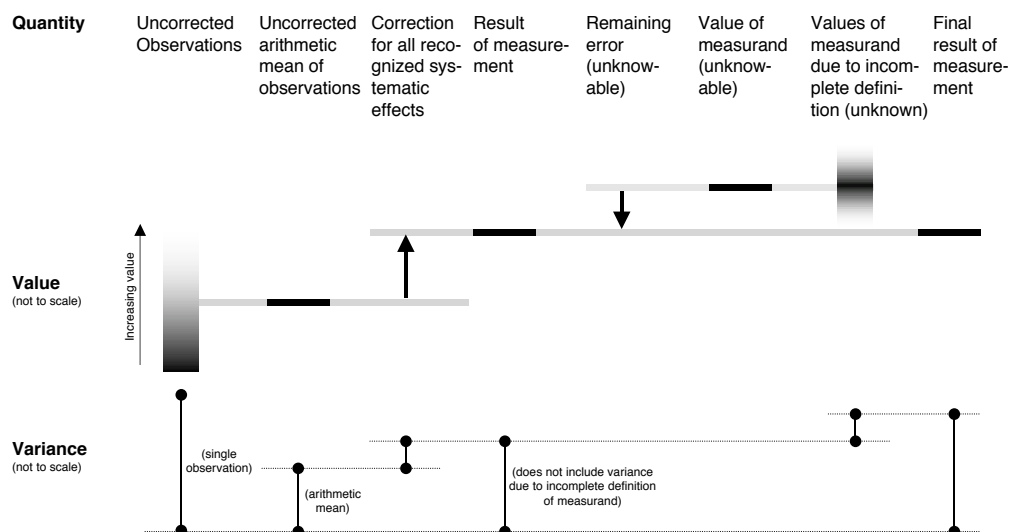 Quantity
Uncorrected
Observations
Uncorrected
arithmetic
mean of
observations
Correction
for all reco-
gnized sys-
tematic
effects
Result
of measure-
ment
Remaining
error
(unknow-
able)
Value of
measurand
(unknow-
able)
Values of
measurand
due to incom-
plete defini-
tion (unknown)
Final
result of
measure-
ment
Value
(not to scale)
Increasing value
Variance
(not to scale)
(single
observation)
(arithmetic
mean)
(does not include variance
due to incomplete definition
of measurand)